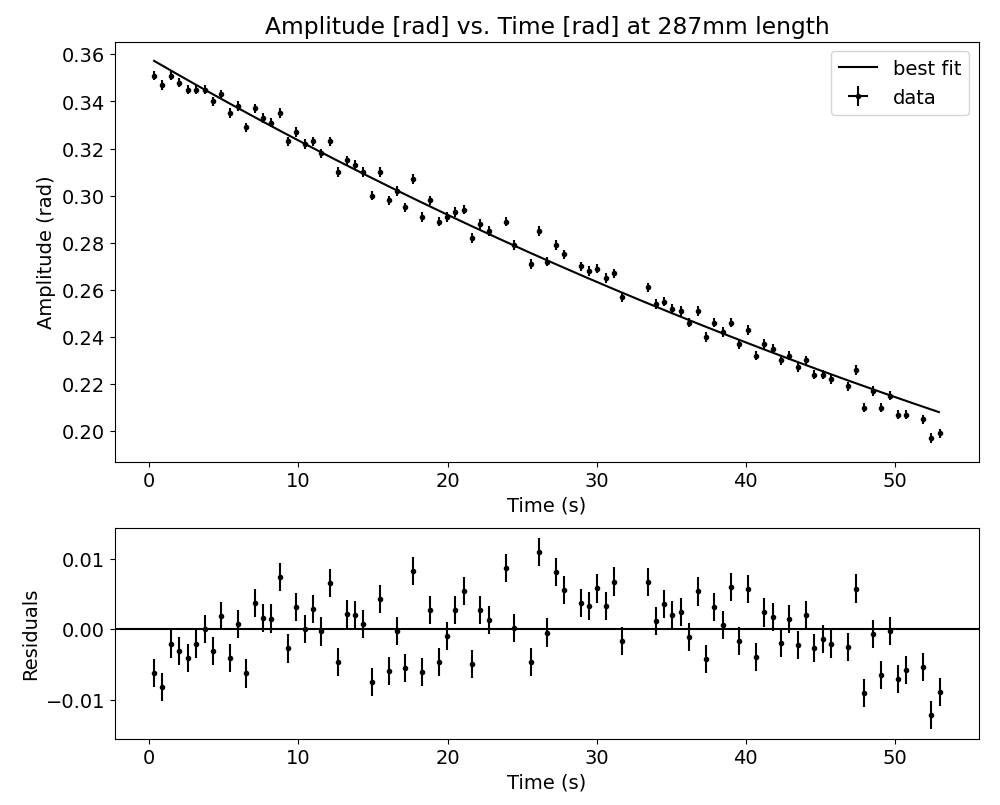 Amplitude [rad] vs. Time [rad] at 287mm length
best fit
data
Amplitude (rad)
0.36
0.34
0.32
0.30
0.28
0.26
0.24
0.22
0.20
0 10 20 30 40 50
Time (s)
Residuals
0.01
0.00
−0.01
0 10 20 30 40 50
Time (s)